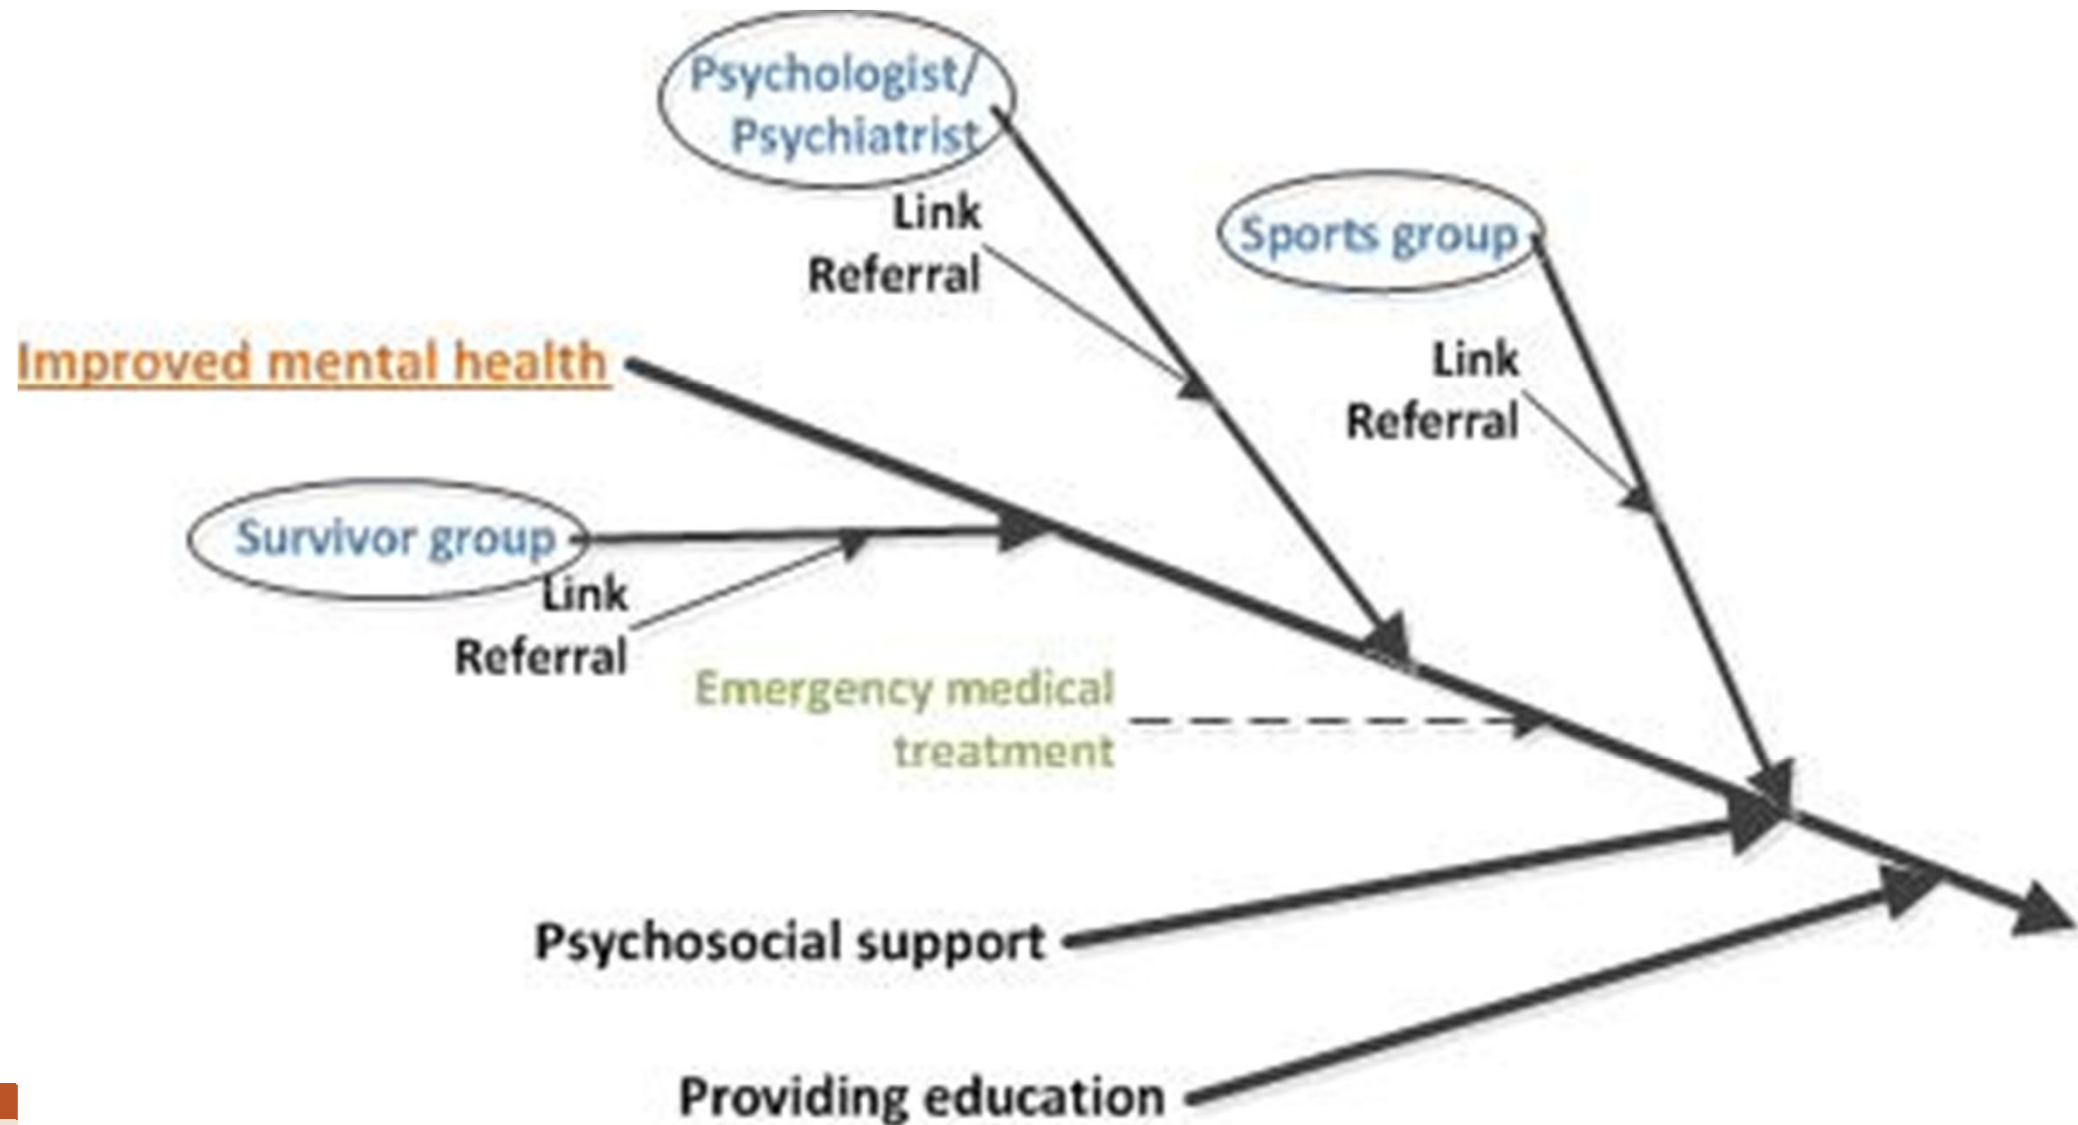 Psychologist/
Psychiatrist
Link
Referral
Sports group
Link
Referral
Improved mental health
Survivor group
Link
Referral
Emergency medical
treatment
Psychosocial support
Providing education